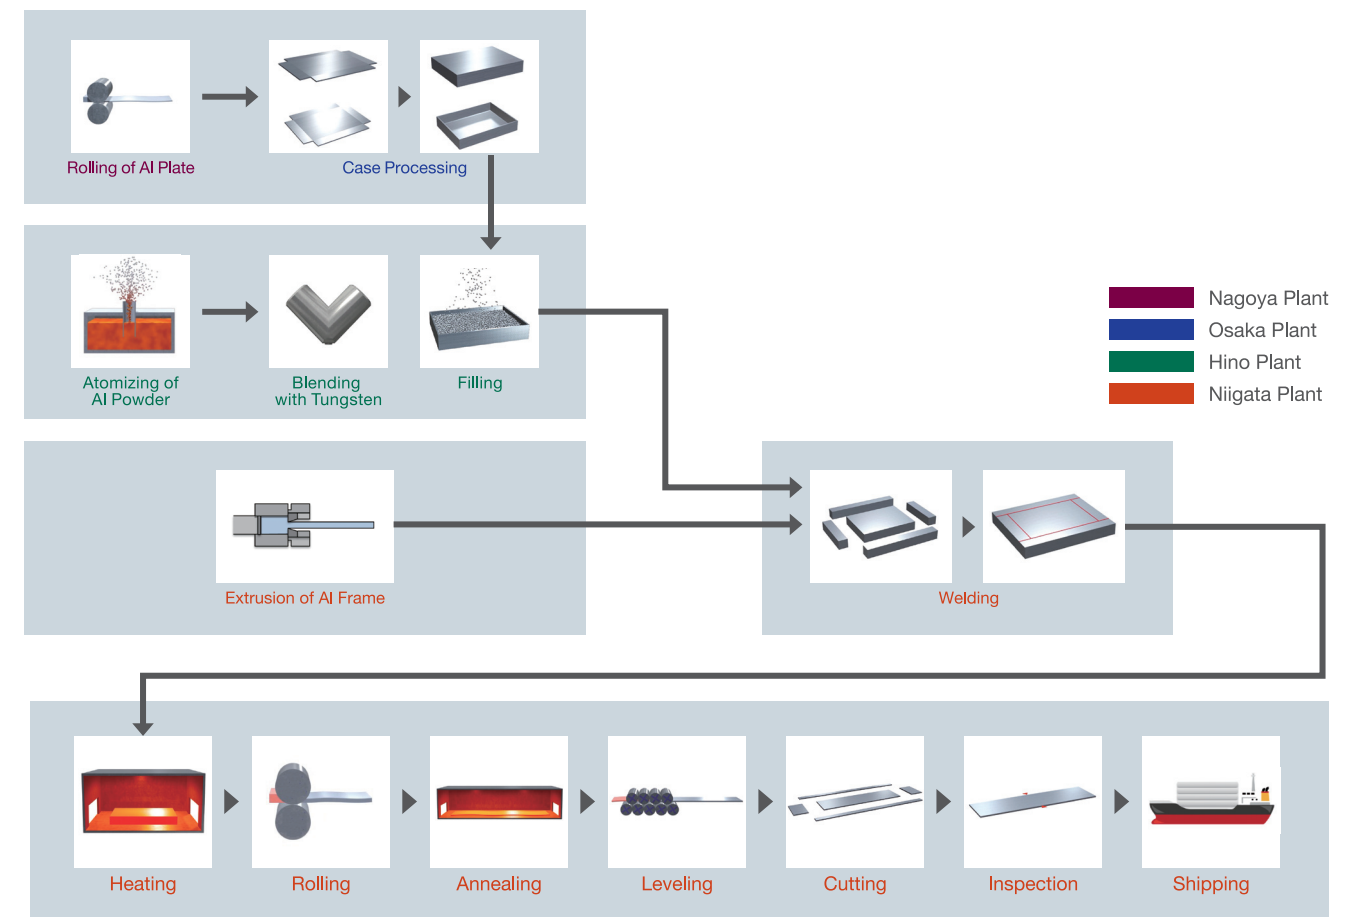 Rolling of Al Plate
Case Processing
Atomizing of
Al Powder
Blending
with Tungsten
Filling
Nagoya Plant
Osaka Plant
Hino Plant
Niigata Plant
Extrusion of Al Frame
Welding
Heating
Rolling
Annealing
Leveling
Cutting
Inspection
Shipping